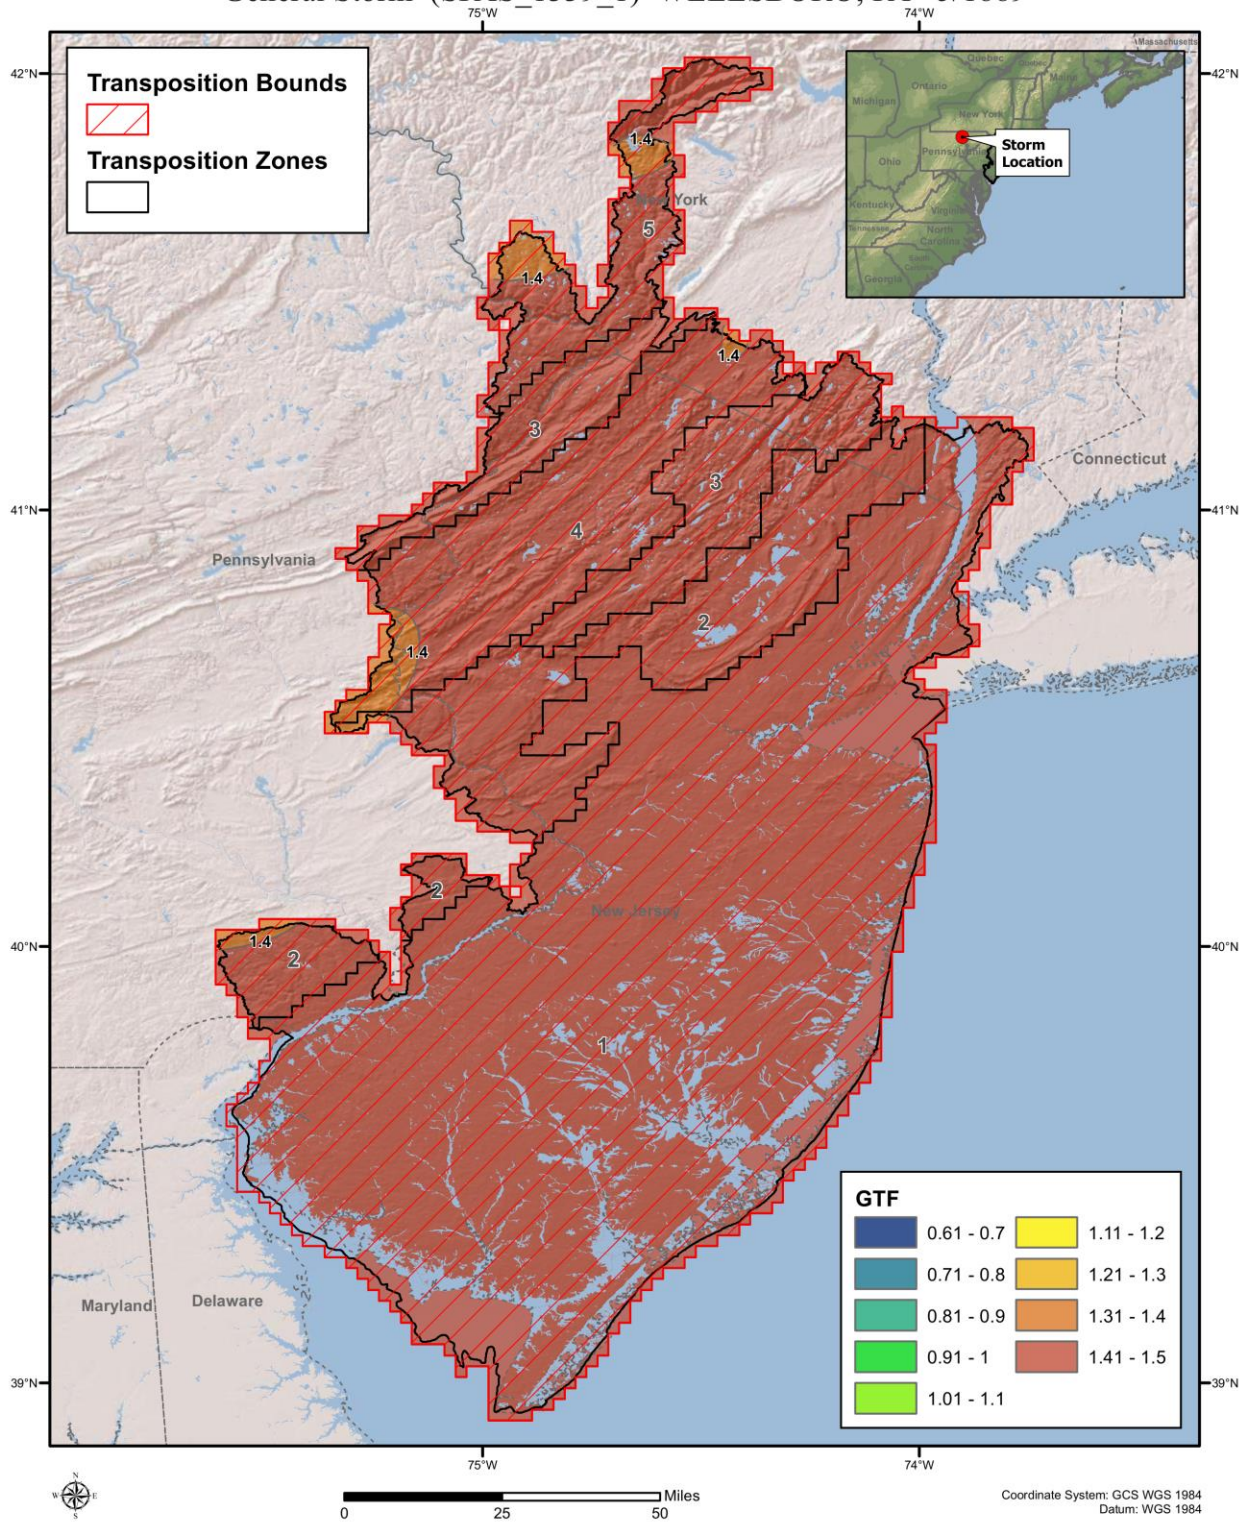 75°W
74°W
42°N
42°N
Transposition Bounds
Transposition Zones
Massachusetts
Quebec
Quebec
Maine
Ontario
Michigan
New York
Storm
Location
Pennsylvania
Ohio
Kentucky
Virginia
Tennessee
North
Carolina
South
Carolina
Georgia
1.4
York
5
1.4
1.4
3
Connecticut
3
41°N
41°N
4
Pennsylvania
2
1.4
2
New Jersey
40°N
40°N
1.4
2
1
Maryland
Delaware
GTF
0.61 - 0.7
1.11 - 1.2
0.71 - 0.8
1.21 - 1.3
0.81 - 0.9
1.31 - 1.4
0.91 - 1
1.41 - 1.5
1.01 - 1.1
39°N
39°N
75°W
74°W
N
W
E
S
Miles
0
25
50
Coordinate System: GCS WGS 1984
Datum: WGS 1984